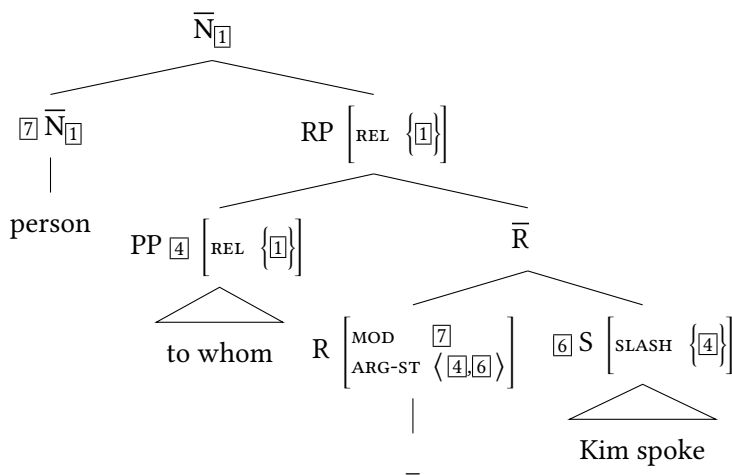 N̅[1]
[7] N̅[1]
RP [REL {[1]}]
person
PP [4] [REL {[1]}]
R̅
to whom
R [MOD [7]
ARG-ST ⟨[4],[6]⟩]
[6] S [SLASH {[4]}]
Kim spoke